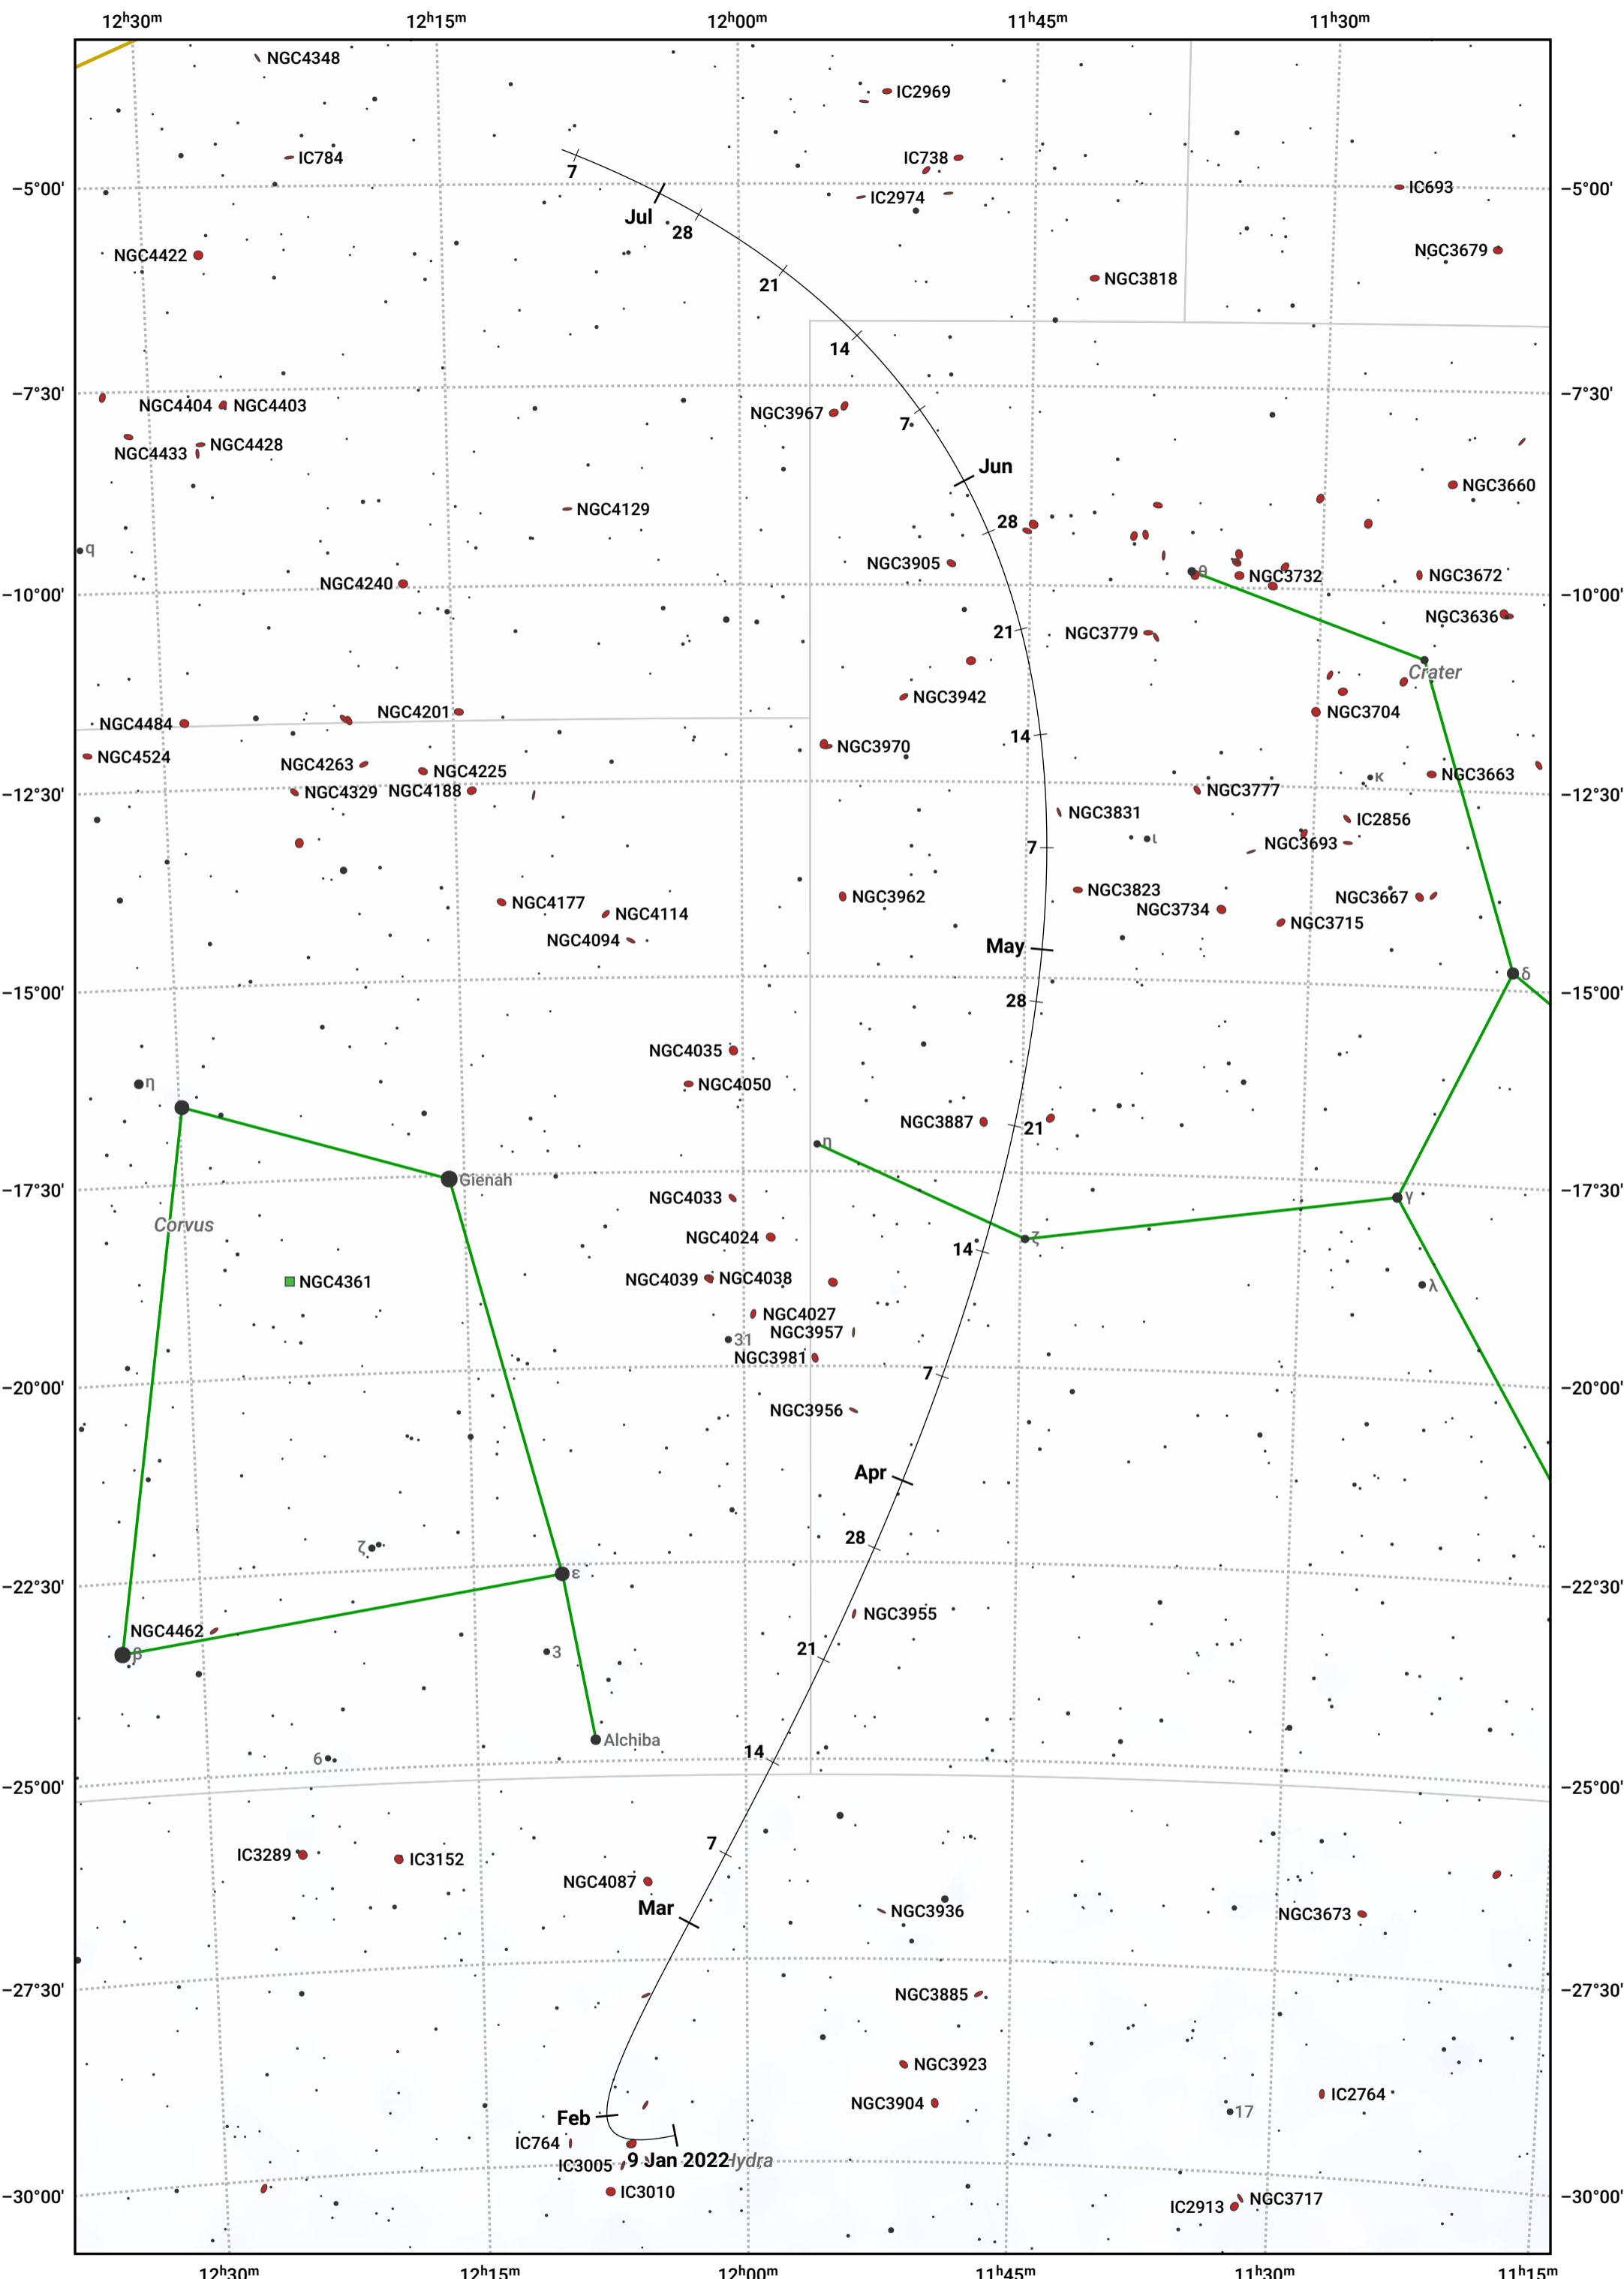 12ʰ30ᵐ 12ʰ15ᵐ 12ʰ00ᵐ 11ʰ45ᵐ 11ʰ30ᵐ
NGC4348
IC2969
IC784 IC738
7
−5°00' IC2974 IC693 −5°00'
Jul
28
NGC4422 NGC3679
21 NGC3818
14
−7°30' −7°30'
NGC4404 NGC4403 NGC3967
7
NGC4428
NGC4433
Jun
NGC3660
NGC4129
28
q
NGC3905
θ NGC3732 NGC3672
NGC4240
−10°00' −10°00'
NGC3636
21 NGC3779
Crater
NGC3942
NGC4201 NGC3704
NGC4484
14
NGC3970
NGC4524
NGC4263 NGC4225 NGC3663
κ
NGC4329 NGC4188 NGC3777
−12°30' −12°30'
NGC3831
IC2856
ι
7 NGC3693
NGC3823
NGC3962 NGC3667
NGC4177
NGC3734
NGC4114
NGC3715
NGC4094
May
δ
−15°00' −15°00'
28
NGC4035
η NGC4050
NGC3887
21
η
Gienah
−17°30' −17°30'
NGC4033 γ
Corvus
NGC4024 ζ
14
NGC4039 NGC4038
NGC4361 λ
NGC4027
NGC3957
31
NGC3981
7
−20°00' −20°00'
NGC3956
Apr
28
ζ
ε
−22°30' −22°30'
NGC3955
NGC4462
21
β 3
Alchiba
14
6
−25°00' −25°00'
7
IC3289 IC3152
NGC4087
Mar NGC3936 NGC3673
−27°30' −27°30'
NGC3885
NGC3923
IC2764
NGC3904
17
Feb
IC764
9 Jan 2022 Hydra
IC3005
IC3010
−30°00' −30°00'
NGC3717
IC2913
12ʰ30ᵐ 12ʰ15ᵐ 12ʰ00ᵐ 11ʰ45ᵐ 11ʰ30ᵐ 11ʰ15ᵐ